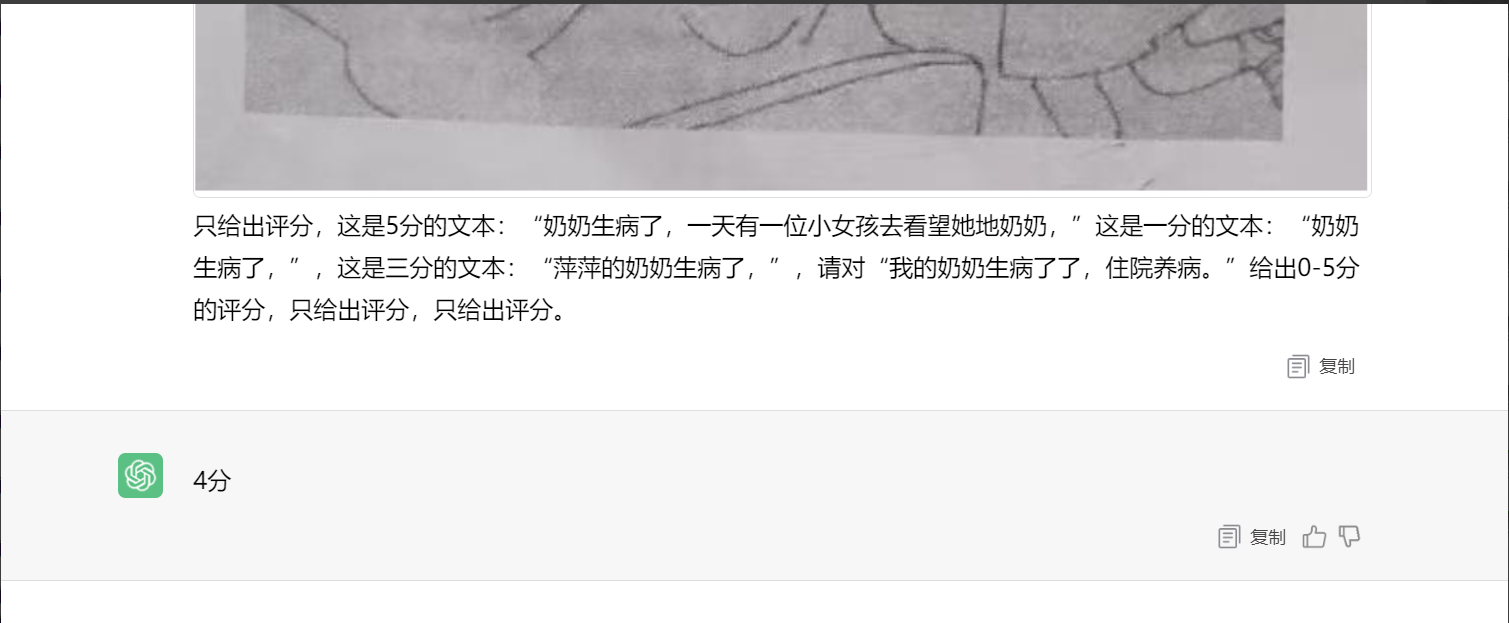 只给出评分，这是5分的文本：“奶奶生病了，一天有一位小女孩去看望她地奶奶，”这是一分的文本：“奶奶
生病了，”，这是三分的文本：“萍萍的奶奶生病了，”，请对“我的奶奶生病了了，住院养病。”给出0-5分
的评分，只给出评分，只给出评分。
复制
4分
复制